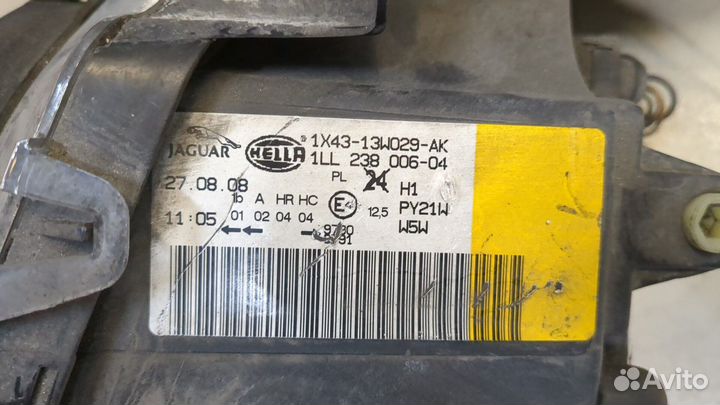 JAGUAR HELLA 1X43-13W029-AK
1LL 238 006-04
PL 24 H1
27.08.08
1b A HR HC E4 12,5 PY21W
11:05 01 02 04 04 W5W
Avito